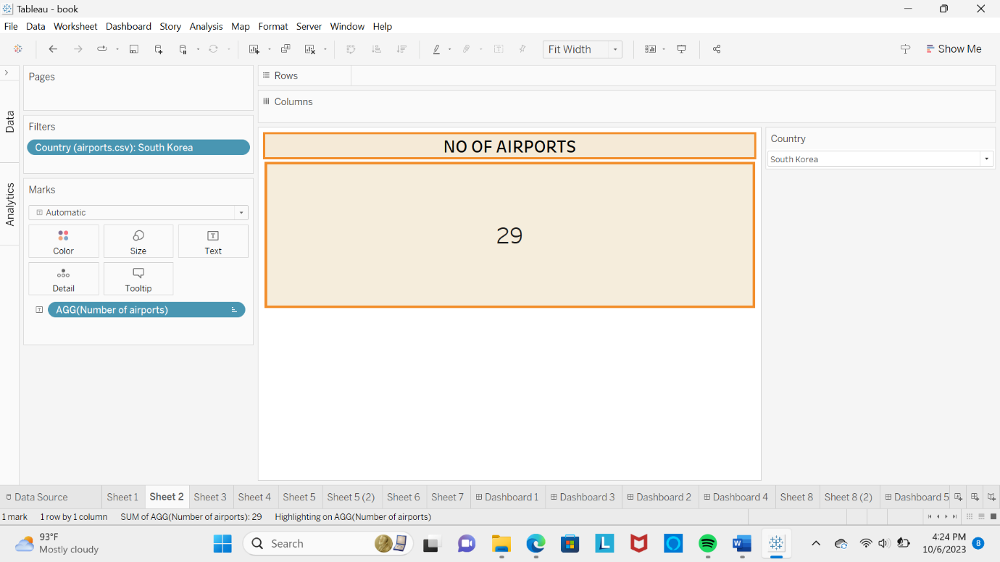 Tableau - book
File Data Worksheet Dashboard Story Analysis Map Format Server Window Help
Fit Width
Show Me
Pages
Rows
Columns
Data
Analytics
Filters
Country (airports.csv): South Korea
Marks
Automatic
Color Size Text
Detail Tooltip
AGG(Number of airports)
NO OF AIRPORTS
29
Country
South Korea
Data Source Sheet 1 Sheet 2 Sheet 3 Sheet 4 Sheet 5 Sheet 5 (2) Sheet 6 Sheet 7 Dashboard 1 Dashboard 3 Dashboard 2 Dashboard 4 Sheet 8 Sheet 8 (2) Dashboard 5
1 mark 1 row by 1 column SUM of AGG(Number of airports): 29 Highlighting on AGG(Number of airports)
93°F
Mostly cloudy
Search
4:24 PM
10/6/2023
8